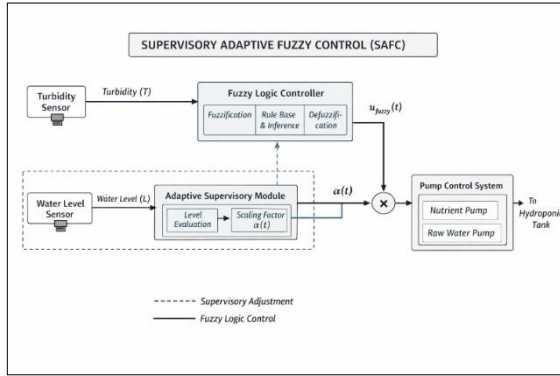 SUPERVISORY ADAPTIVE FUZZY CONTROL (SAFC)
Turbidity
Sensor
Turbidity (T)
Fuzzy Logic Controller
Fuzzification
Rule Base
& Inference
Defuzzifi-
cation
u_fuzzy(t)
Water Level
Sensor
Water Level (L)
Adaptive Supervisory Module
Level
Evaluation
Scaling Factor
α(t)
α(t)
×
Pump Control System
Nutrient Pump
Raw Water Pump
To
Hydroponic
Tank
Supervisory Adjustment
Fuzzy Logic Control